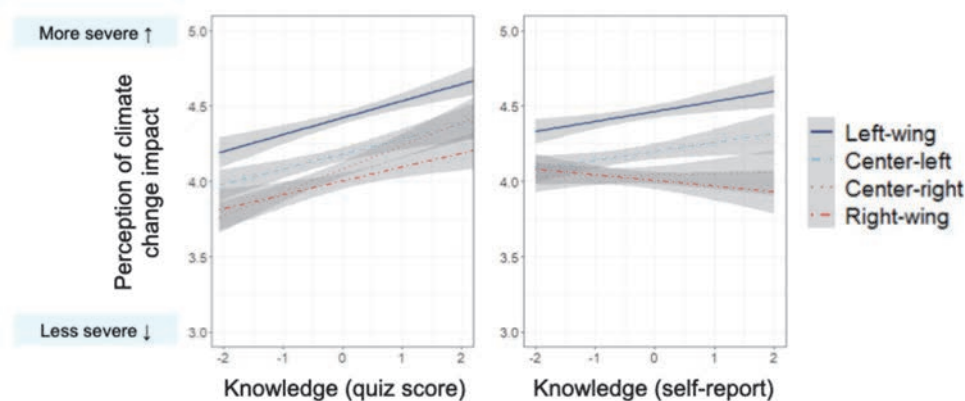 More severe ↑
Perception of climate
change impact
Less severe ↓
5.0
4.5
4.0
3.5
3.0
-2
-1
0
1
2
Knowledge (quiz score)
5.0
4.5
4.0
3.5
3.0
-2
-1
0
1
2
Knowledge (self-report)
Left-wing
Center-left
Center-right
Right-wing